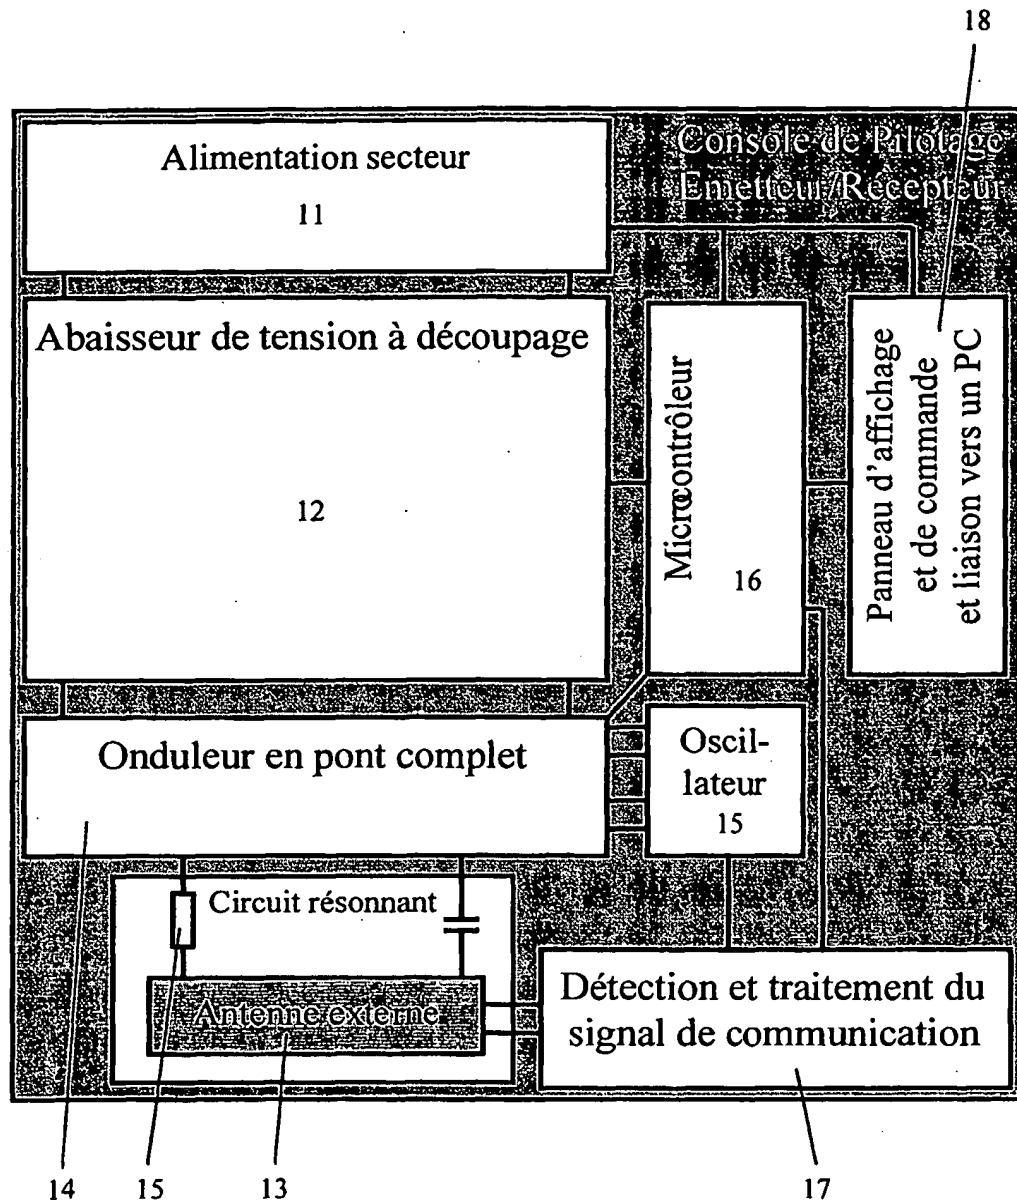 18
Console de Pilotage
Emetteur/Récepteur
Alimentation secteur
11
Abaisseur de tension à découpage
12
Microcontrôleur
16
Panneau d'affichage
et de commande
et liaison vers un PC
Onduleur en pont complet
Oscil-
lateur
15
Circuit résonnant
Antenne externe
Détection et traitement du
signal de communication
14
15
13
17